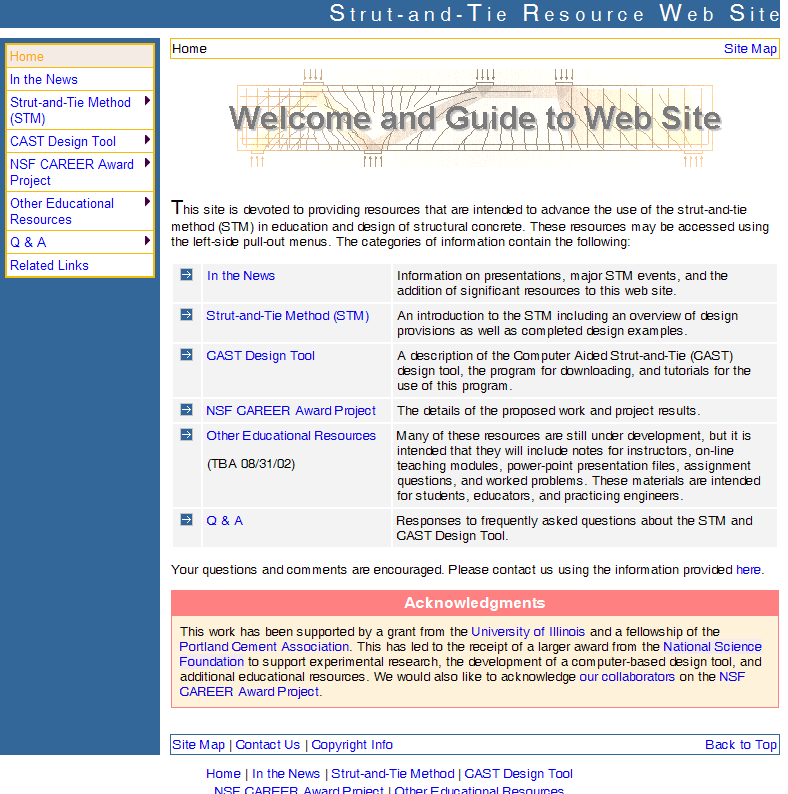 Strut-and-Tie Resource Web Site
Home
In the News
Strut-and-Tie Method
(STM)
CAST Design Tool
NSF CAREER Award
Project
Other Educational
Resources
Q & A
Related Links
Home Site Map
Welcome and Guide to Web Site
This site is devoted to providing resources that are intended to advance the use of the strut-and-tie
method (STM) in education and design of structural concrete. These resources may be accessed using
the left-side pull-out menus. The categories of information contain the following:
In the News Information on presentations, major STM events, and the
addition of significant resources to this web site.
Strut-and-Tie Method (STM) An introduction to the STM including an overview of design
provisions as well as completed design examples.
CAST Design Tool A description of the Computer Aided Strut-and-Tie (CAST)
design tool, the program for downloading, and tutorials for the
use of this program.
NSF CAREER Award Project The details of the proposed work and project results.
Other Educational Resources Many of these resources are still under development, but it is
intended that they will include notes for instructors, on-line
(TBA 08/31/02) teaching modules, power-point presentation files, assignment
questions, and worked problems. These materials are intended
for students, educators, and practicing engineers.
Q & A Responses to frequently asked questions about the STM and
CAST Design Tool.
Your questions and comments are encouraged. Please contact us using the information provided here.
Acknowledgments
This work has been supported by a grant from the University of Illinois and a fellowship of the
Portland Cement Association. This has led to the receipt of a larger award from the National Science
Foundation to support experimental research, the development of a computer-based design tool, and
additional educational resources. We would also like to acknowledge our collaborators on the NSF
CAREER Award Project.
Site Map | Contact Us | Copyright Info Back to Top
Home | In the News | Strut-and-Tie Method | CAST Design Tool
NSF CAREER Award Project | Other Educational Resources